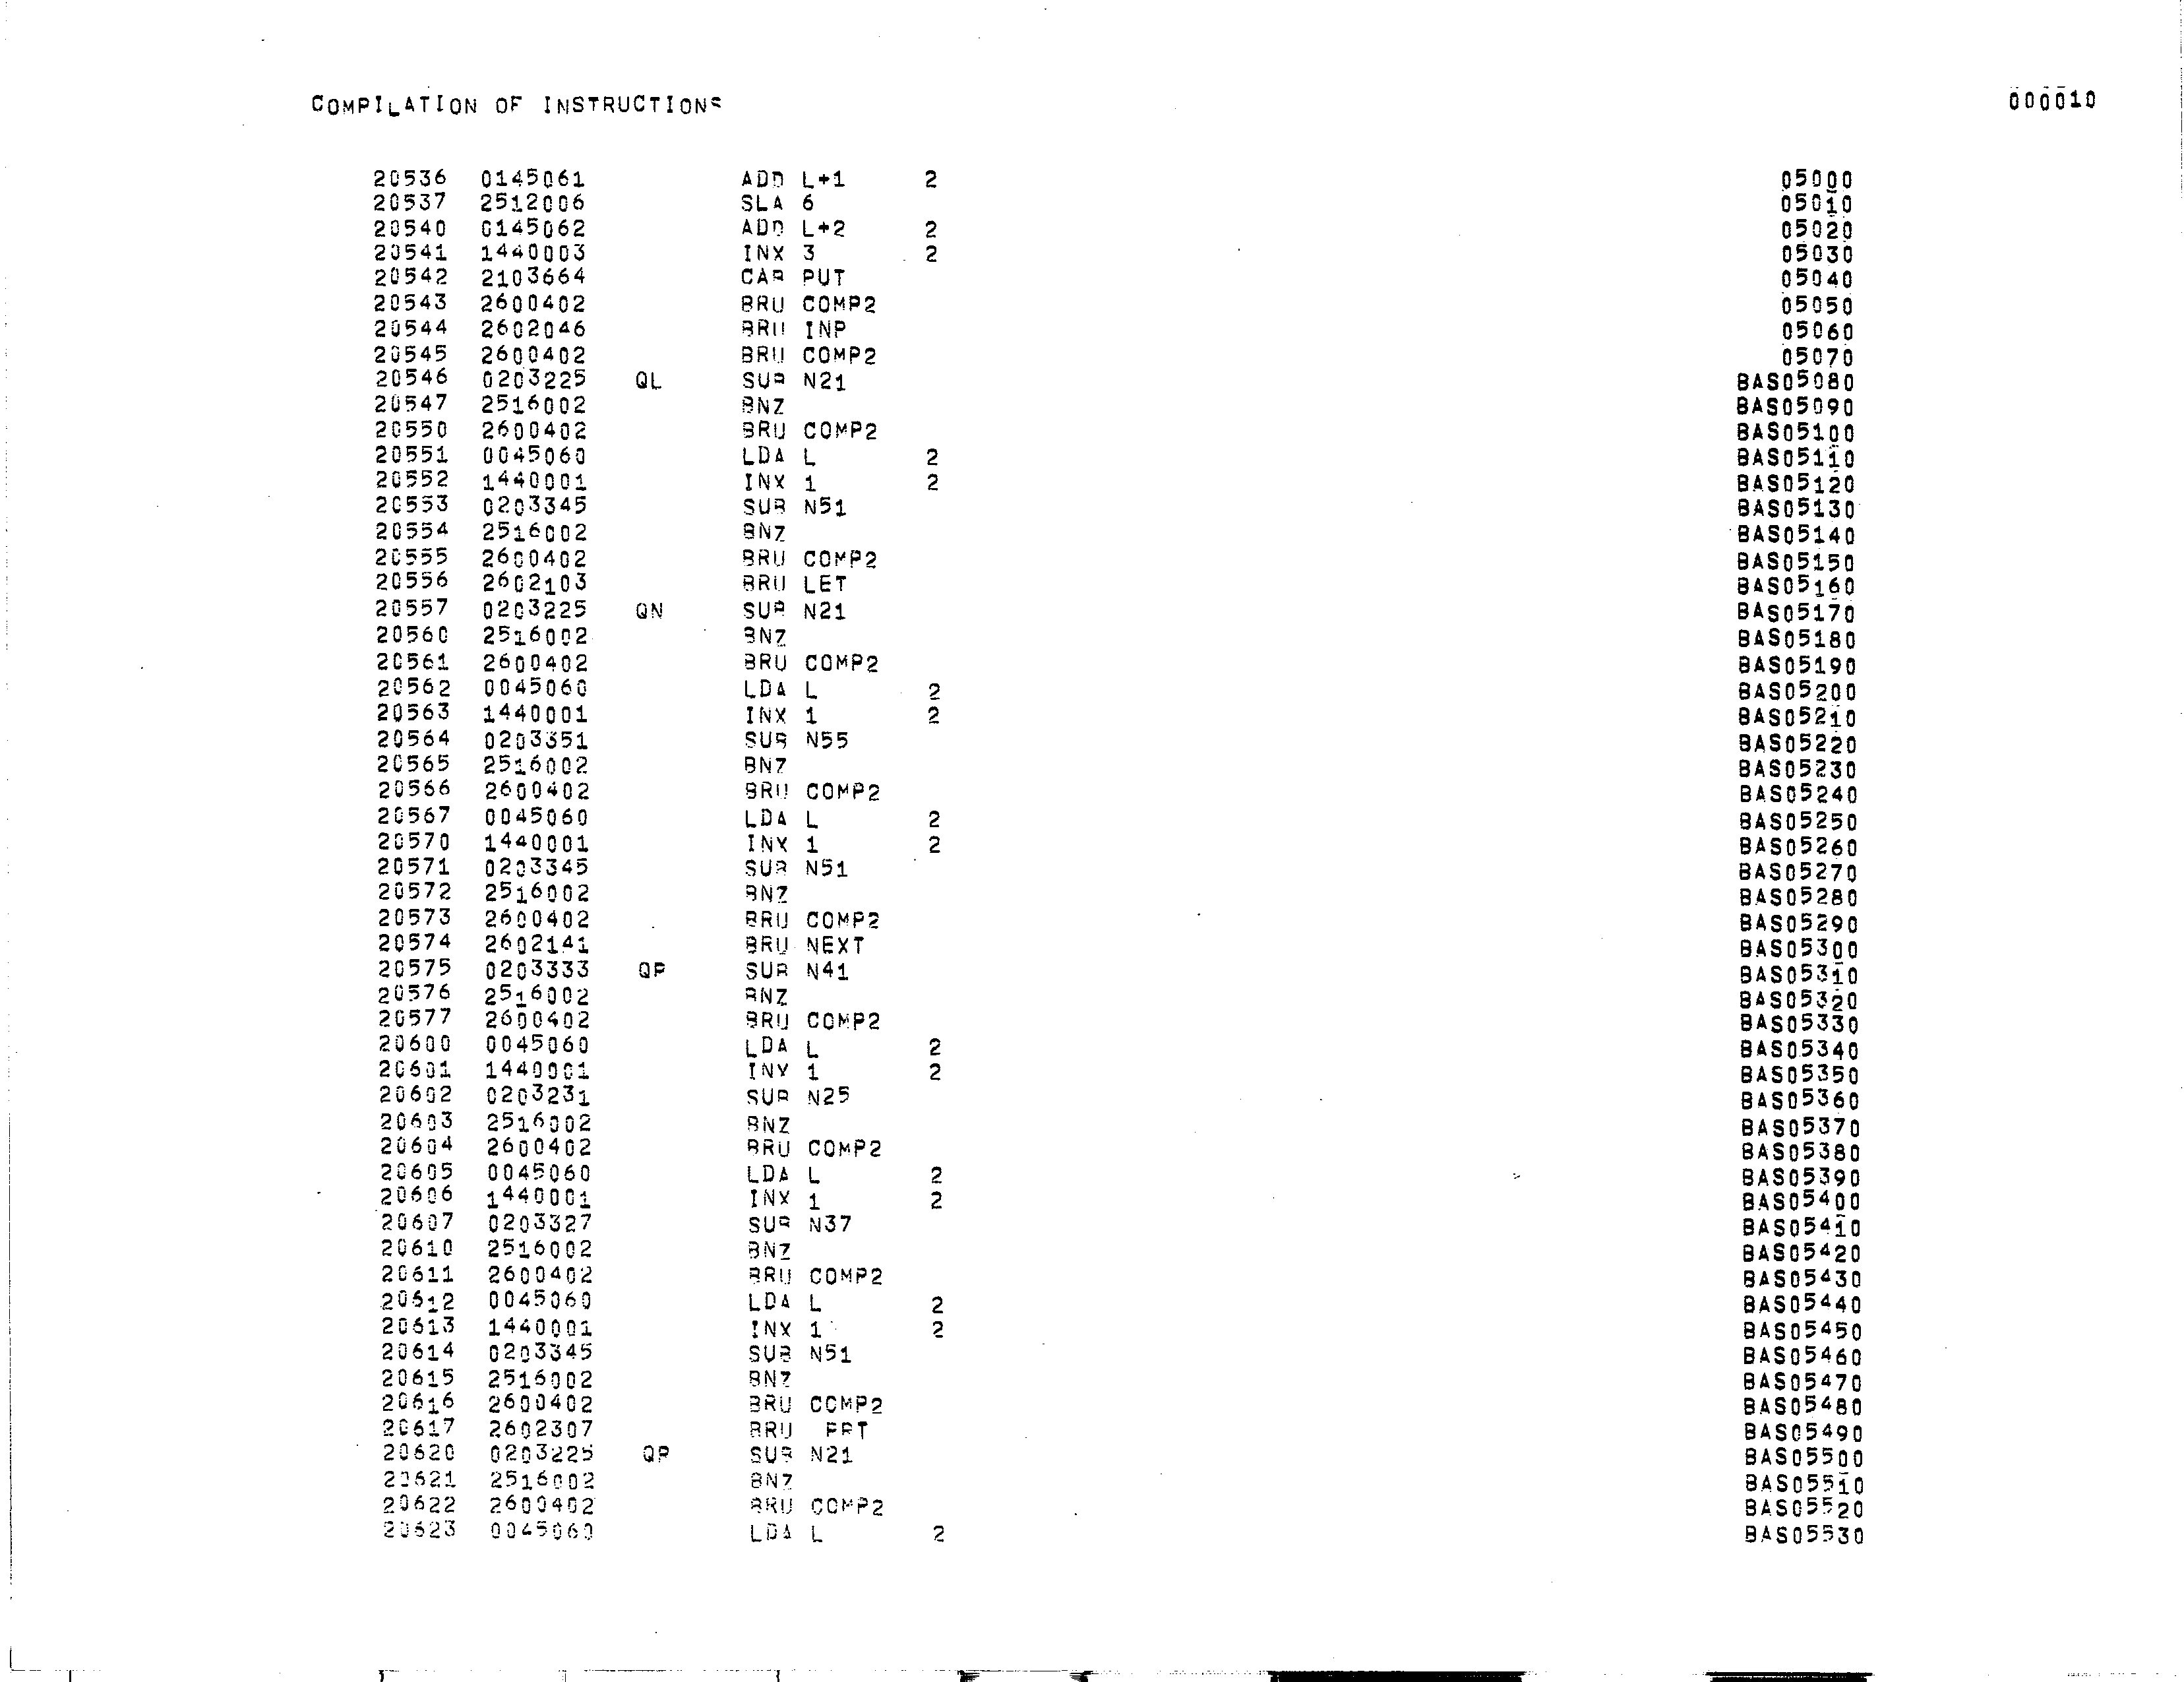 COMPILATION OF INSTRUCTIONS 000010
20536 0145061 ADD L+1 2 05000
20537 2512006 SLA 6 05010
20540 0145062 ADD L+2 2 05020
20541 1440003 INX 3 2 05030
20542 2103664 CAB PUT 05040
20543 2600402 BRU COMP2 05050
20544 2602046 BRU INP 05060
20545 2600402 BRU COMP2 05070
20546 0203225 QL SUB N21 BAS05080
20547 2516002 BNZ BAS05090
20550 2600402 BRU COMP2 BAS05100
20551 0045060 LDA L 2 BAS05110
20552 1440001 INX 1 2 BAS05120
20553 0203345 SUB N51 BAS05130
20554 2516002 BNZ BAS05140
20555 2600402 BRU COMP2 BAS05150
20556 2602103 BRU LET BAS05160
20557 0203225 QN SUB N21 BAS05170
20560 2516002 BNZ BAS05180
20561 2600402 BRU COMP2 BAS05190
20562 0045060 LDA L 2 BAS05200
20563 1440001 INX 1 2 BAS05210
20564 0203351 SUB N55 BAS05220
20565 2516002 BNZ BAS05230
20566 2600402 BRU COMP2 BAS05240
20567 0045060 LDA L 2 BAS05250
20570 1440001 INX 1 2 BAS05260
20571 0203345 SUB N51 BAS05270
20572 2516002 BNZ BAS05280
20573 2600402 BRU COMP2 BAS05290
20574 2602141 BRU NEXT BAS05300
20575 0203333 QP SUB N41 BAS05310
20576 2516002 BNZ BAS05320
20577 2600402 BRU COMP2 BAS05330
20600 0045060 LDA L 2 BAS05340
20601 1440001 INX 1 2 BAS05350
20602 0203231 SUB N25 BAS05360
20603 2516002 BNZ BAS05370
20604 2600402 BRU COMP2 BAS05380
20605 0045060 LDA L 2 BAS05390
20606 1440001 INX 1 2 BAS05400
20607 0203327 SUB N37 BAS05410
20610 2516002 BNZ BAS05420
20611 2600402 BRU COMP2 BAS05430
20612 0045060 LDA L 2 BAS05440
20613 1440001 INX 1 2 BAS05450
20614 0203345 SUB N51 BAS05460
20615 2516002 BNZ BAS05470
20616 2600402 BRU COMP2 BAS05480
20617 2602307 BRU PRT BAS05490
20620 0203225 QR SUB N21 BAS05500
20621 2516002 BNZ BAS05510
20622 2600402 BRU COMP2 BAS05520
20623 0045060 LDA L 2 BAS05530